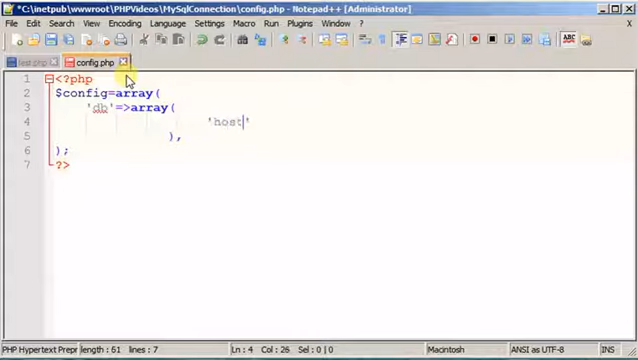 *C:\inetpub\wwwroot\PHPVideos\MySqlConnection\config.php - Notepad++ [Administrator]
File Edit Search View Encoding Language Settings Macro Run Plugins Window ?
test.php config.php
1 <?php
2 $config=array(
3 'db'=>array(
4 'host'
5 ),
6 );
7 ?>
PHP Hypertext Prepr length : 61 lines : 7 Ln : 4 Col : 26 Sel : 0 | 0 Macintosh ANSI as UTF-8 INS